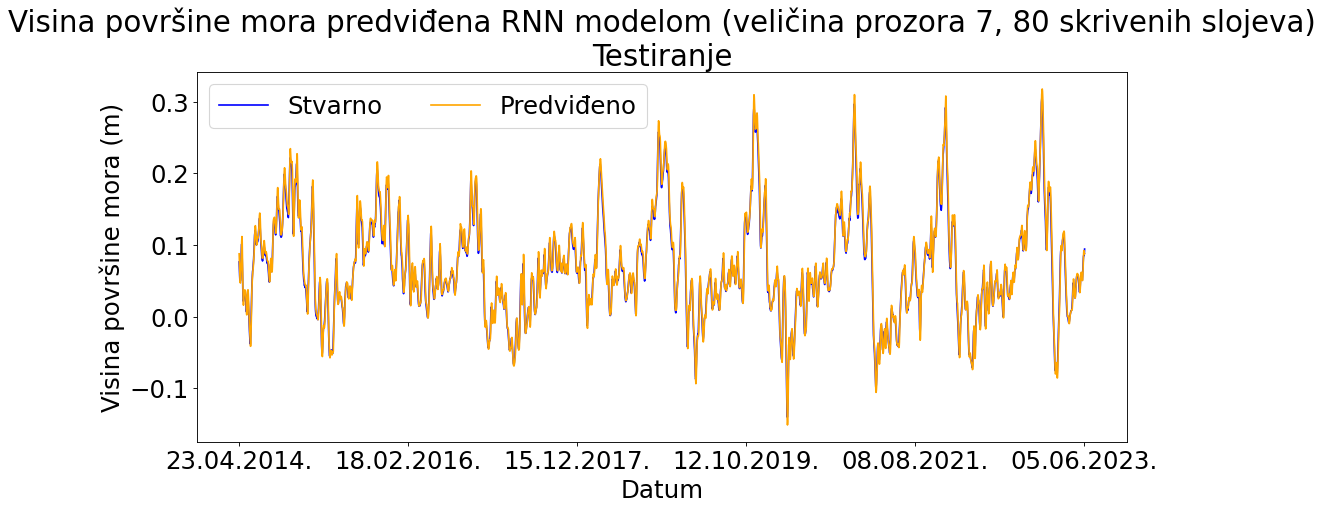 Visina površine mora predviđena RNN modelom (veličina prozora 7, 80 skrivenih slojeva)
Testiranje
Stvarno
Predviđeno
Visina površine mora (m)
0.3
0.2
0.1
0.0
−0.1
23.04.2014.
18.02.2016.
15.12.2017.
12.10.2019.
08.08.2021.
05.06.2023.
Datum